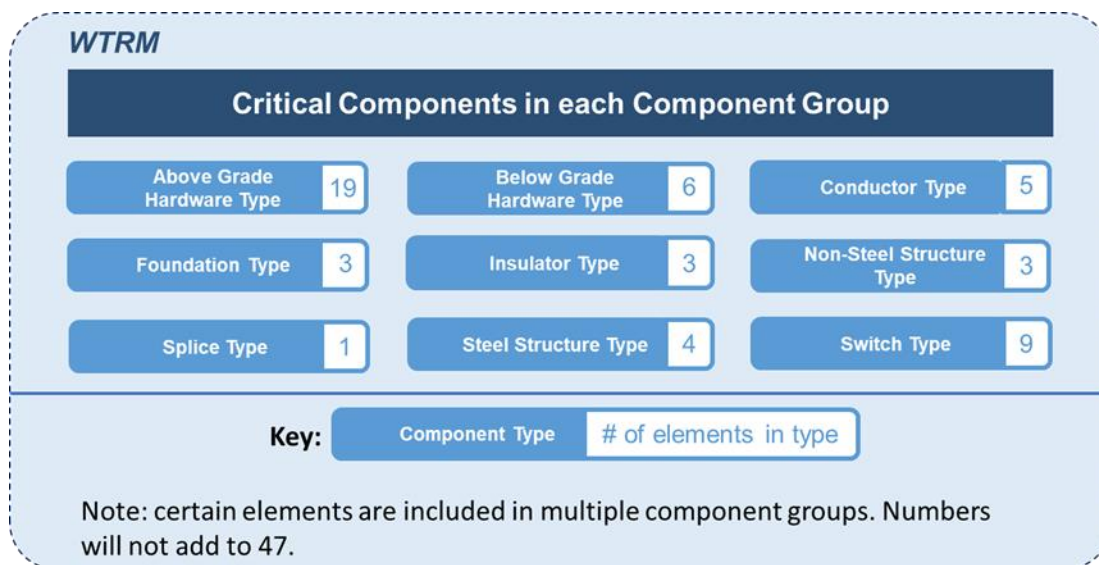 WTRM
Critical Components in each Component Group
Above Grade
Hardware Type
19
Below Grade
Hardware Type
6
Conductor Type
5
Foundation Type
3
Insulator Type
3
Non-Steel Structure
Type
3
Splice Type
1
Steel Structure Type
4
Switch Type
9
Key:
Component Type
# of elements in type
Note: certain elements are included in multiple component groups. Numbers
will not add to 47.